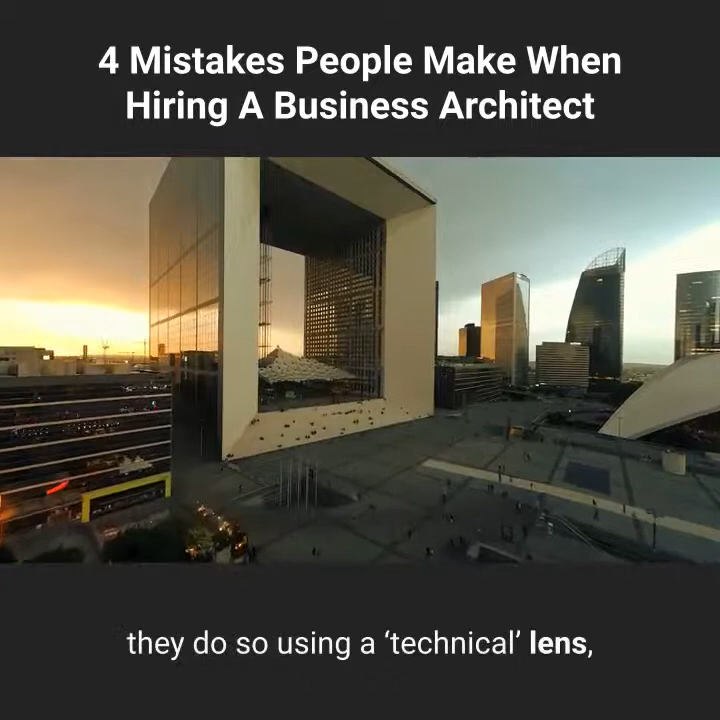 4 Mistakes People Make When
Hiring A Business Architect
they do so using a ‘technical’ lens,